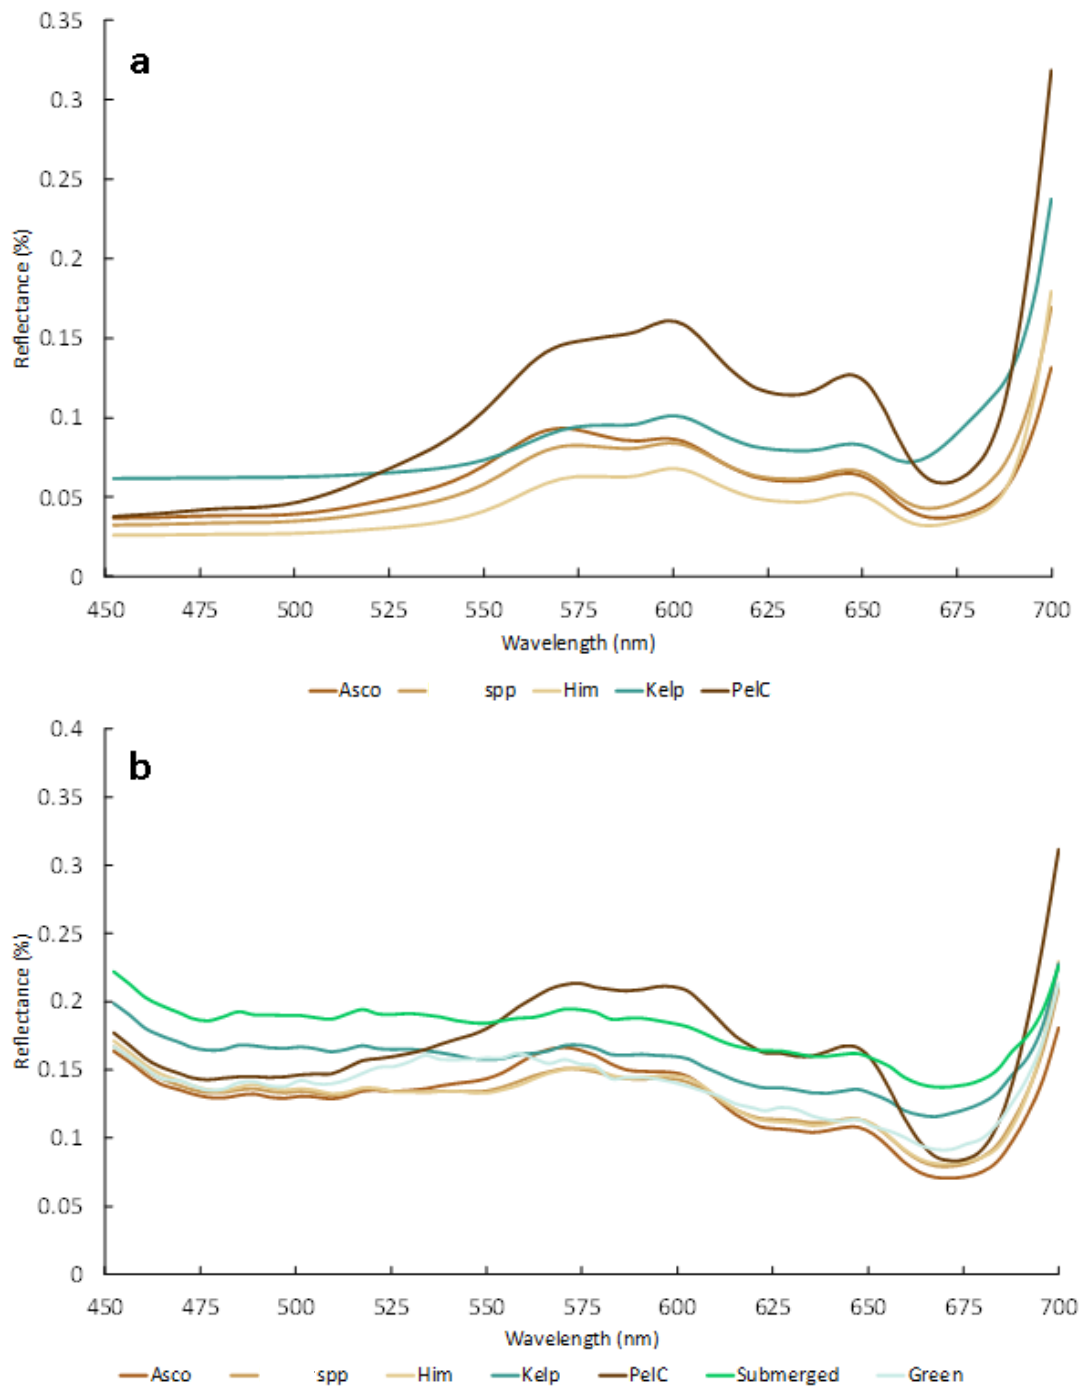 a
0.35
0.3
0.25
0.2
0.15
0.1
0.05
0
Reflectance (%)
450 475 500 525 550 575 600 625 650 675 700
Wavelength (nm)
Asco spp Him Kelp PelC
b
0.4
0.35
0.3
0.25
0.2
0.15
0.1
0.05
0
Reflectance (%)
450 475 500 525 550 575 600 625 650 675 700
Wavelength (nm)
Asco spp Him Kelp PelC Submerged Green